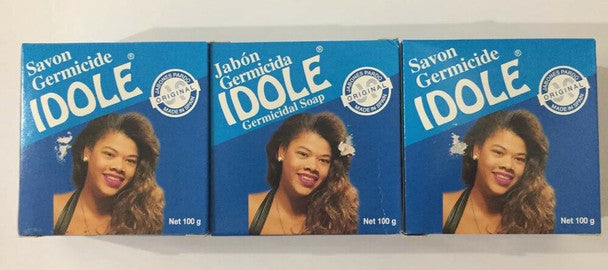 Savon
Germicide
IDOLE®
JABONES PARDO
ORIGINAL
MADE IN SPAIN
Net 100 g
Jabón
Germicida
IDOLE®
Germicidal Soap
JABONES PARDO
ORIGINAL
MADE IN SPAIN
Net 100 g
Savon
Germicide
IDOLE®
JABONES PARDO
ORIGINAL
MADE IN SPAIN
Net 100 g